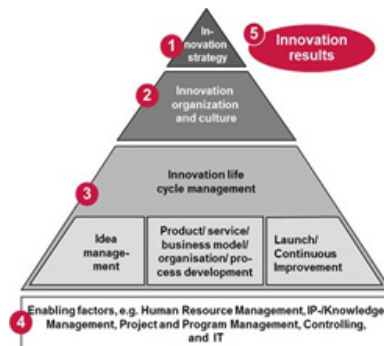 1
In-
novation
strategy
5
Innovation
results
2
Innovation
organization
and culture
3
Innovation life
cycle management
Idea
manage-
ment
Product/ service/
business model/
organisation/ pro-
cess development
Launch/
Continuous
Improvement
4
Enabling factors, e.g. Human Resource Management, IP-/Knowledge
Management, Project and Program Management, Controlling,
and IT